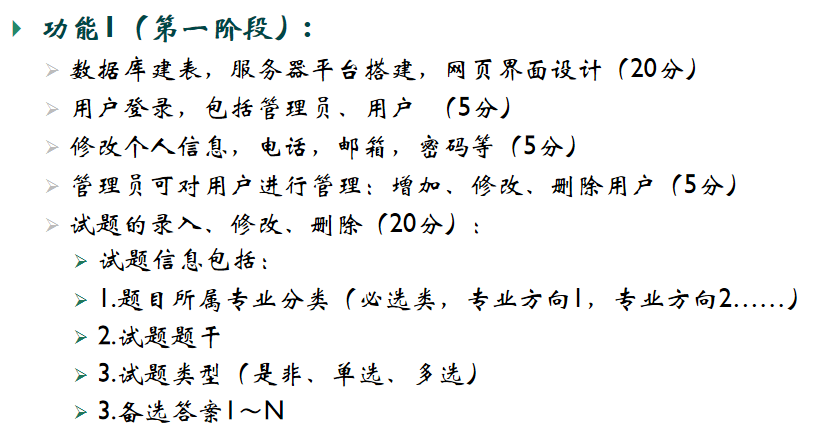 功能1（第一阶段）：
数据库建表，服务器平台搭建，网页界面设计（20分）
用户登录，包括管理员、用户 （5分）
修改个人信息，电话，邮箱，密码等（5分）
管理员可对用户进行管理：增加、修改、删除用户（5分）
试题的录入、修改、删除（20分）：
试题信息包括：
1.题目所属专业分类（必选类，专业方向1，专业方向2……）
2.试题题干
3.试题类型（是非、单选、多选）
3.备选答案1～N